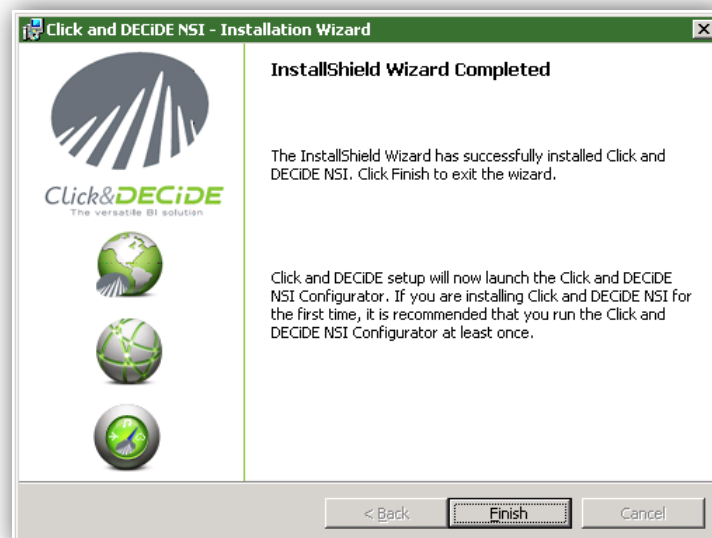 Click and DECiDE NSI - Installation Wizard
InstallShield Wizard Completed
The InstallShield Wizard has successfully installed Click and
DECiDE NSI. Click Finish to exit the wizard.
Click&DECiDE
The versatile BI solution
Click and DECiDE setup will now launch the Click and DECiDE
NSI Configurator. If you are installing Click and DECiDE NSI for
the first time, it is recommended that you run the Click and
DECiDE NSI Configurator at least once.
< Back
Finish
Cancel